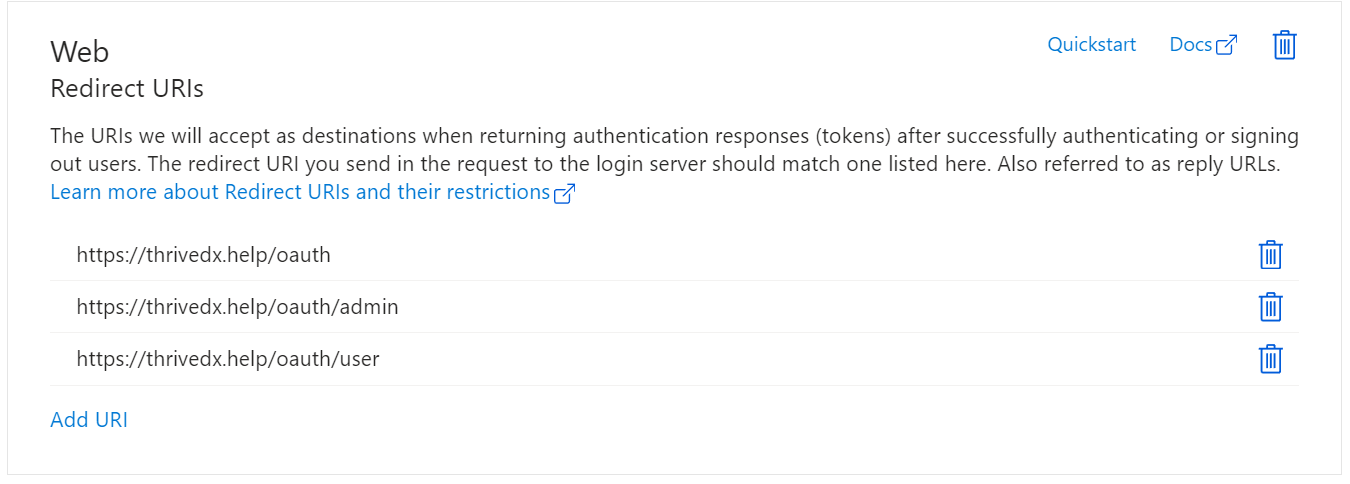 Web
Quickstart
Docs
Redirect URIs
The URIs we will accept as destinations when returning authentication responses (tokens) after successfully authenticating or signing
out users. The redirect URI you send in the request to the login server should match one listed here. Also referred to as reply URLs.
Learn more about Redirect URIs and their restrictions
https://thrivedx.help/oauth
https://thrivedx.help/oauth/admin
https://thrivedx.help/oauth/user
Add URI